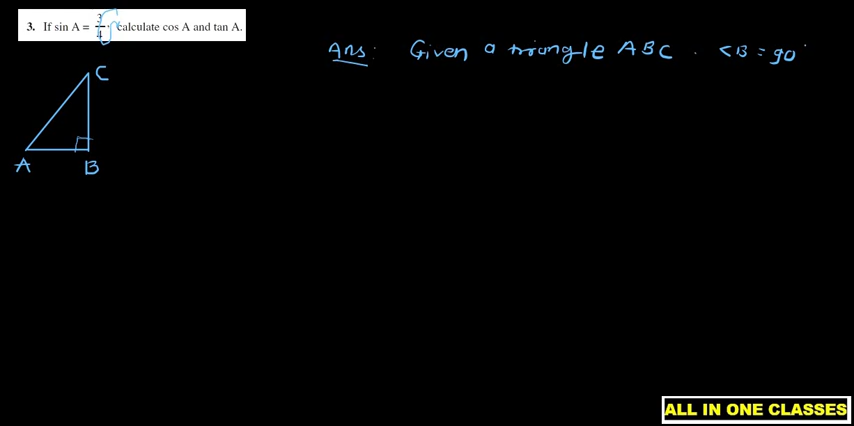 3. If sin A = 3/4, calculate cos A and tan A.
Ans: Given a triangle ABC. <B = 90°
C
A
B
ALL IN ONE CLASSES